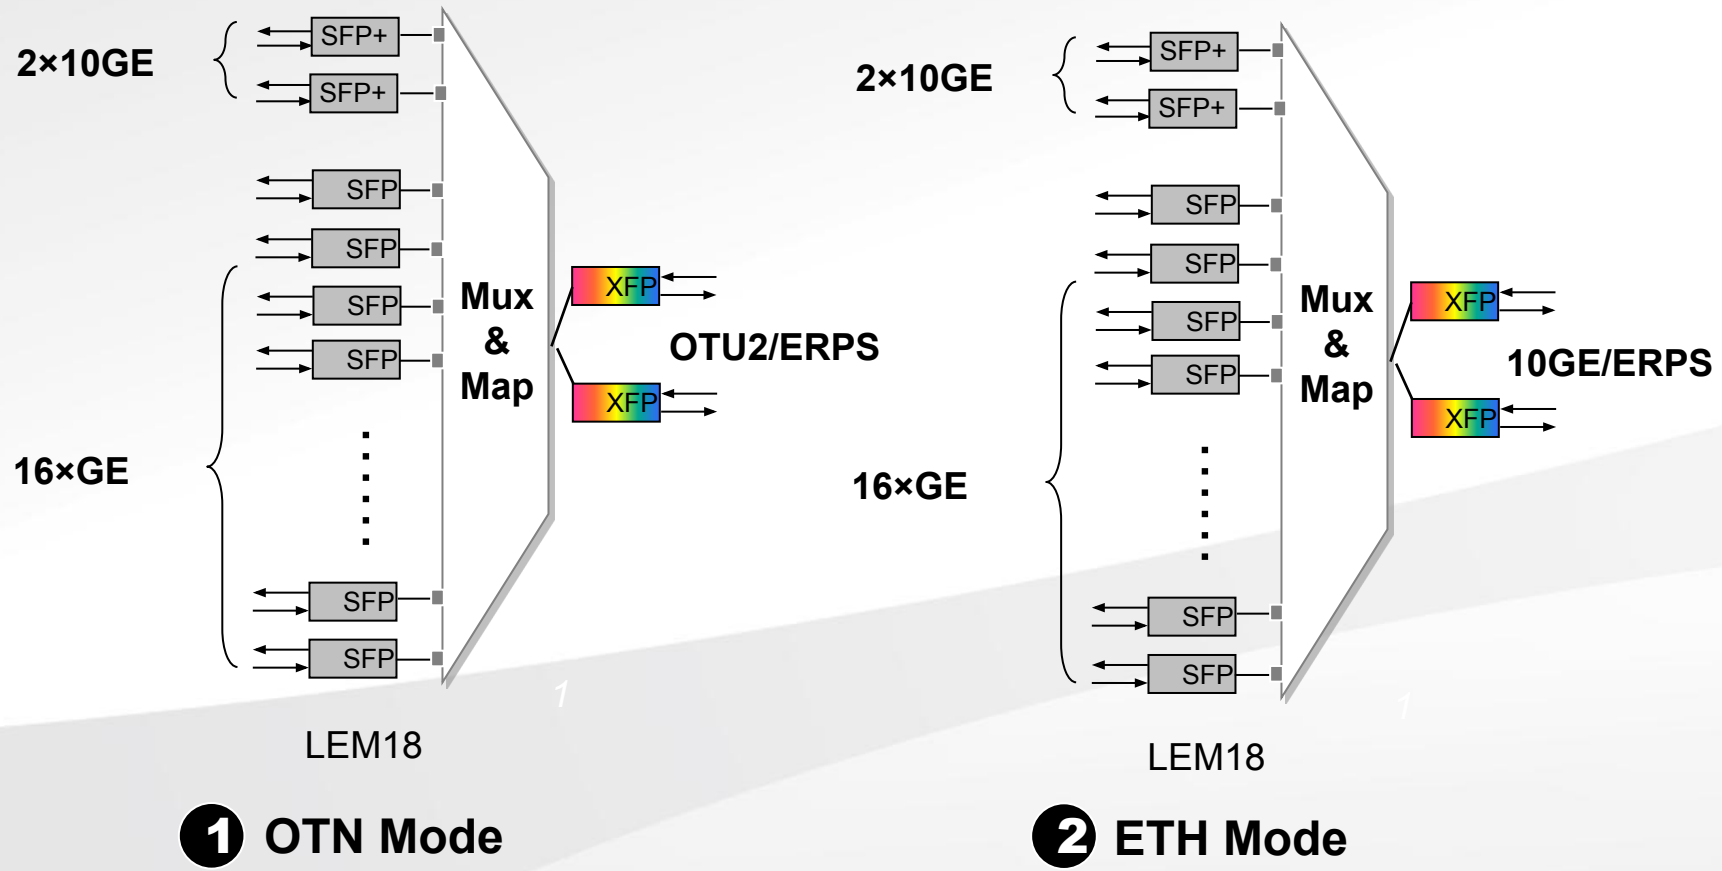 2×10GE
SFP+
SFP+
SFP
SFP
SFP
SFP
16×GE
SFP
SFP
Mux
&
Map
XFP
XFP
OTU2/ERPS
1
LEM18
1 OTN Mode
2×10GE
SFP+
SFP+
SFP
SFP
SFP
SFP
16×GE
SFP
SFP
Mux
&
Map
XFP
XFP
10GE/ERPS
1
LEM18
2 ETH Mode